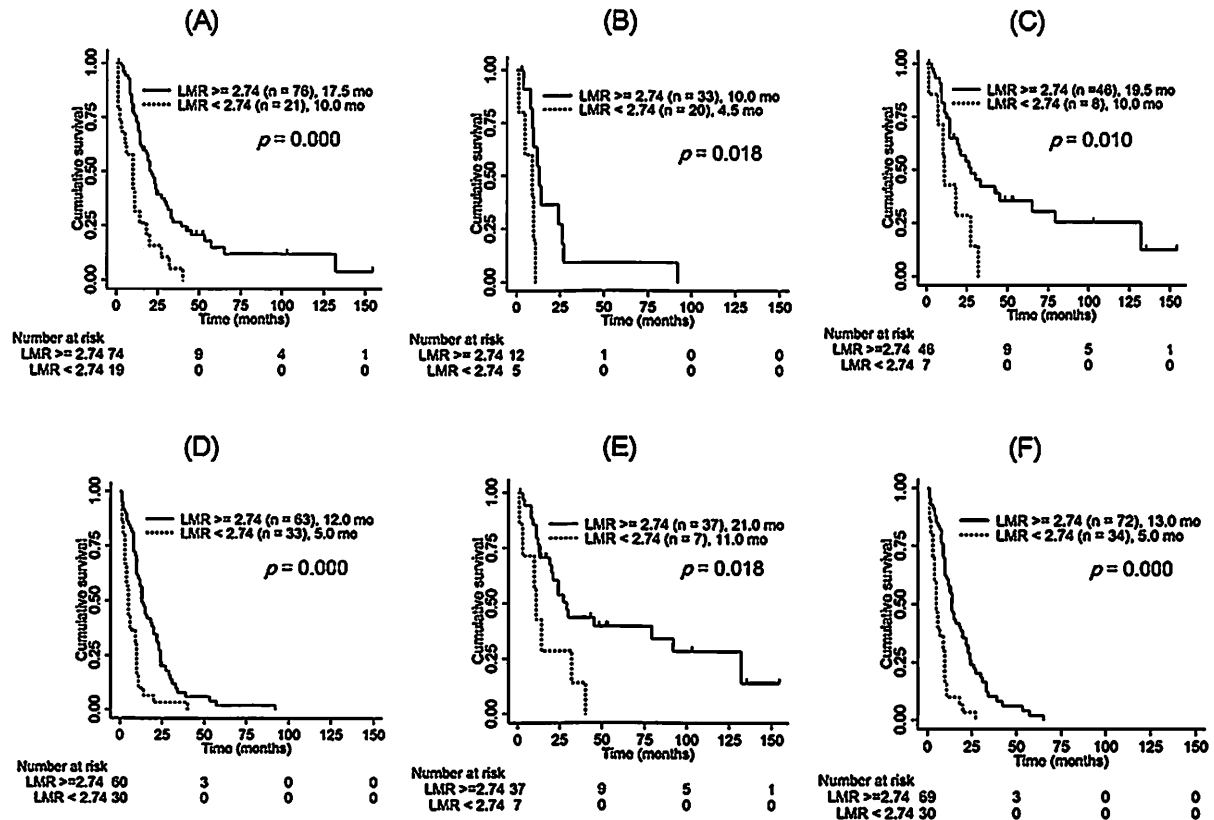 (A)
Cumulative survival
1.00
0.75
0.50
0.25
0.00
LMR >= 2.74 (n = 76), 17.5 mo
LMR < 2.74 (n = 21), 10.0 mo
p = 0.000
0 25 50 75 100 125 150
Time (months)
Number at risk
LMR >= 2.74 74 9 4 1
LMR < 2.74 19 0 0 0
(B)
Cumulative survival
1.00
0.75
0.50
0.25
0.00
LMR >= 2.74 (n = 33), 10.0 mo
LMR < 2.74 (n = 20), 4.5 mo
p = 0.018
0 25 50 75 100 125 150
Time (months)
Number at risk
LMR >= 2.74 12 1 0 0
LMR < 2.74 5 0 0 0
(C)
Cumulative survival
1.00
0.75
0.50
0.25
0.00
LMR >= 2.74 (n =46), 19.5 mo
LMR < 2.74 (n = 8), 10.0 mo
p = 0.010
0 25 50 75 100 125 150
Time (months)
Number at risk
LMR >=2.74 46 9 5 1
LMR < 2.74 7 0 0 0
(D)
Cumulative survival
1.00
0.75
0.50
0.25
0.00
LMR >= 2.74 (n = 63), 12.0 mo
LMR < 2.74 (n = 33), 5.0 mo
p = 0.000
0 25 50 75 100 125 150
Time (months)
Number at risk
LMR >=2.74 60 3 0 0
LMR < 2.74 30 0 0 0
(E)
Cumulative survival
1.00
0.75
0.50
0.25
0.00
LMR >= 2.74 (n = 37), 21.0 mo
LMR < 2.74 (n = 7), 11.0 mo
p = 0.018
0 25 50 75 100 125 150
Time (months)
Number at risk
LMR >=2.74 37 9 5 1
LMR < 2.74 7 0 0 0
(F)
Cumulative survival
1.00
0.75
0.50
0.25
0.00
LMR >= 2.74 (n = 72), 13.0 mo
LMR < 2.74 (n = 34), 5.0 mo
p = 0.000
0 25 50 75 100 125 150
Time (months)
Number at risk
LMR >=2.74 69 3 0 0
LMR < 2.74 30 0 0 0